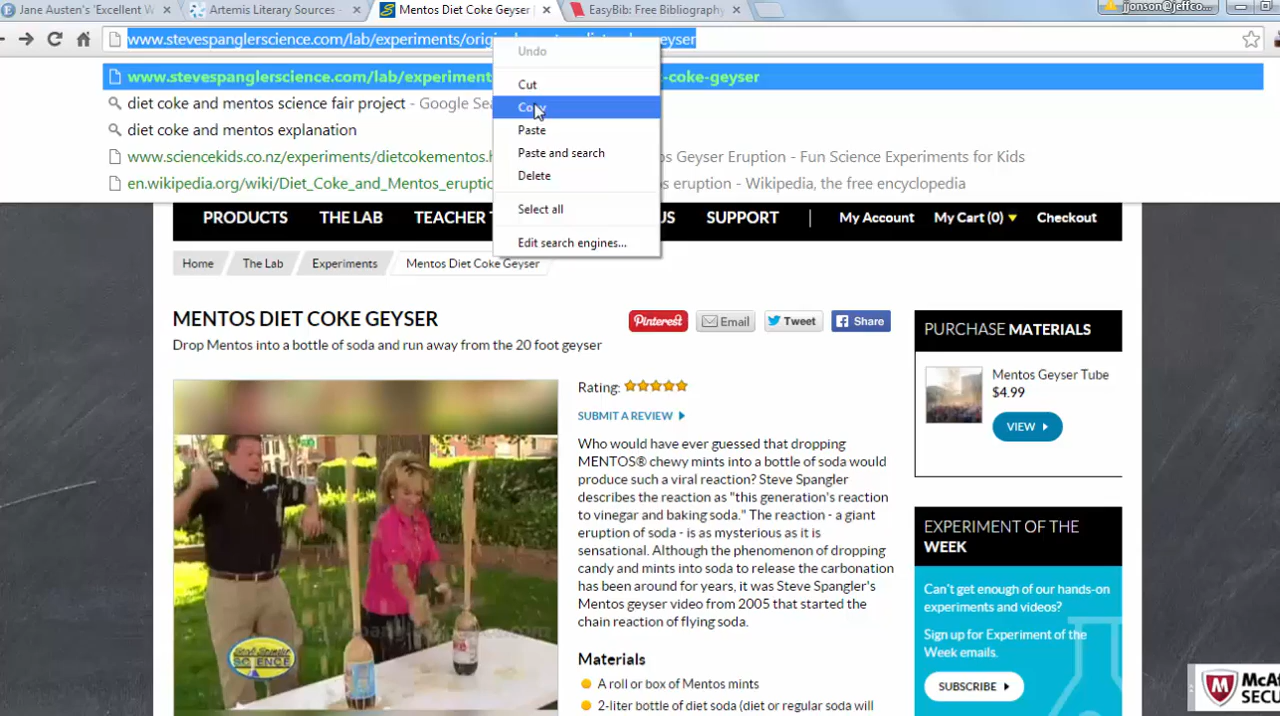 Jane Austen's 'Excellent W
Artemis Literary Sources -
Mentos Diet Coke Geyser
EasyBib: Free Bibliography
jjonson@jeffco...
www.stevespanglerscience.com/lab/experiments/origi geyser
Undo
www.stevespanglerscience.com/lab/experiment -coke-geyser
Cut
diet coke and mentos science fair project - Google Sea
Copy
diet coke and mentos explanation
Paste
www.sciencekids.co.nz/experiments/dietcokementos.h Geyser Eruption - Fun Science Experiments for Kids
Paste and search
en.wikipedia.org/wiki/Diet_Coke_and_Mentos_eruptio s eruption - Wikipedia, the free encyclopedia
Delete
Select all
Edit search engines...
PRODUCTS THE LAB TEACHER T US SUPPORT My Account My Cart (0) Checkout
Home The Lab Experiments Mentos Diet Coke Geyser
MENTOS DIET COKE GEYSER
Pinterest Email Tweet Share
Drop Mentos into a bottle of soda and run away from the 20 foot geyser
Rating:
SUBMIT A REVIEW
Who would have ever guessed that dropping
MENTOS® chewy mints into a bottle of soda would
produce such a viral reaction? Steve Spangler
describes the reaction as "this generation's reaction
to vinegar and baking soda." The reaction - a giant
eruption of soda - is as mysterious as it is
sensational. Although the phenomenon of dropping
candy and mints into soda to release the carbonation
has been around for years, it was Steve Spangler's
Mentos geyser video from 2005 that started the
chain reaction of flying soda.
Materials
A roll or box of Mentos mints
2-liter bottle of diet soda (diet or regular soda will
Steve Spangler
SCIENCE
PURCHASE MATERIALS
Mentos Geyser Tube
$4.99
VIEW
EXPERIMENT OF THE
WEEK
Can't get enough of our hands-on
experiments and videos?
Sign up for Experiment of the
Week emails.
SUBSCRIBE
McAf
SECU